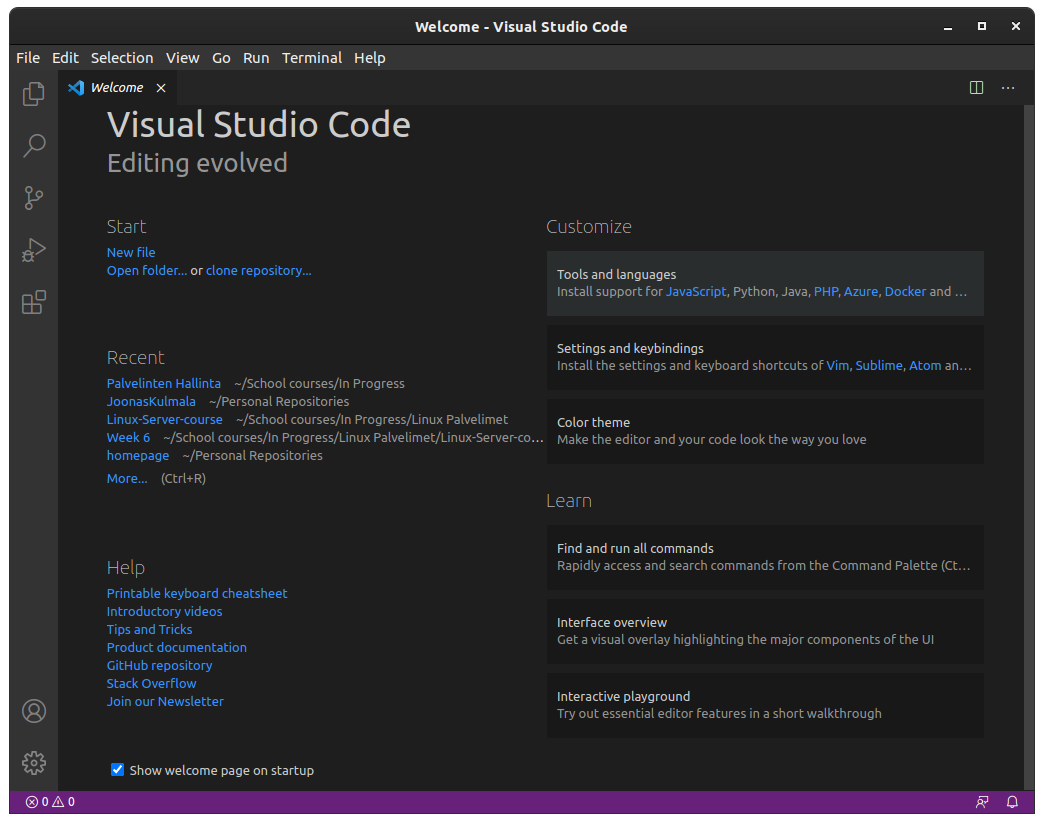 Welcome - Visual Studio Code
File Edit Selection View Go Run Terminal Help
Welcome
Visual Studio Code
Editing evolved
Start
New file
Open folder... or clone repository...
Recent
Palvelinten Hallinta ~/School courses/In Progress
JoonasKulmala ~/Personal Repositories
Linux-Server-course ~/School courses/In Progress/Linux Palvelimet
Week 6 ~/School courses/In Progress/Linux Palvelimet/Linux-Server-co...
homepage ~/Personal Repositories
More... (Ctrl+R)
Help
Printable keyboard cheatsheet
Introductory videos
Tips and Tricks
Product documentation
GitHub repository
Stack Overflow
Join our Newsletter
Show welcome page on startup
Customize
Tools and languages
Install support for JavaScript, Python, Java, PHP, Azure, Docker and ...
Settings and keybindings
Install the settings and keyboard shortcuts of Vim, Sublime, Atom an...
Color theme
Make the editor and your code look the way you love
Learn
Find and run all commands
Rapidly access and search commands from the Command Palette (Ct...
Interface overview
Get a visual overlay highlighting the major components of the UI
Interactive playground
Try out essential editor features in a short walkthrough
0 0